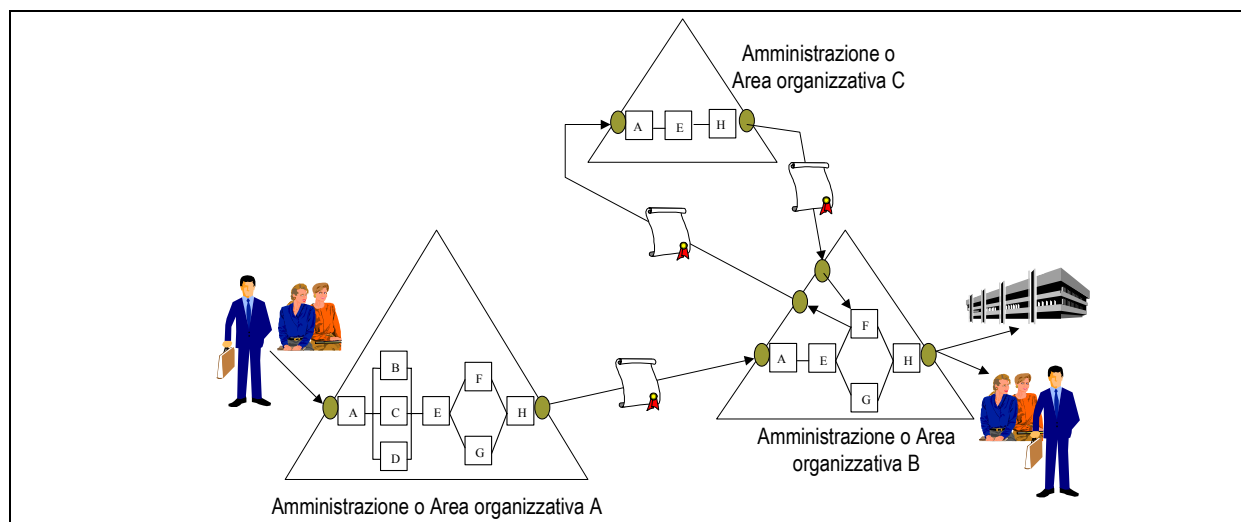 Amministrazione o
Area organizzativa C
A E H
F
A E H
G
B
F
A C E H
G
D
Amministrazione o Area
organizzativa B
Amministrazione o Area organizzativa A